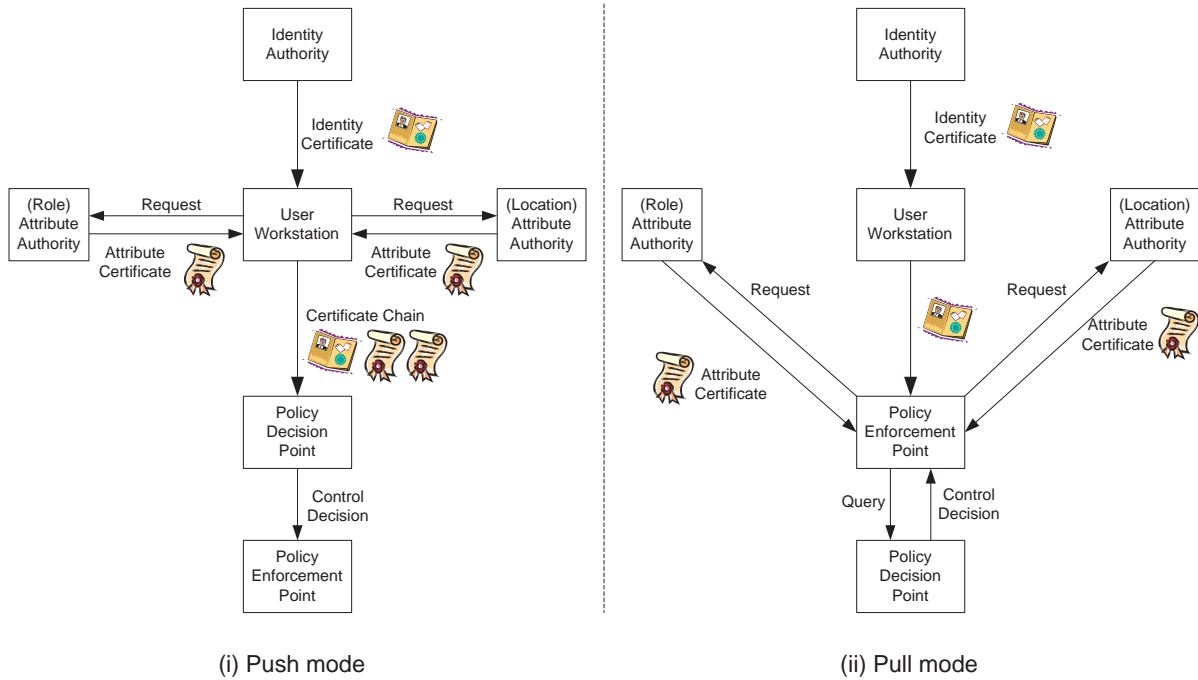 Identity
Authority
Identity
Certificate
(Role)
Attribute
Authority
Request
User
Workstation
Request
(Location)
Attribute
Authority
Attribute
Certificate
Attribute
Certificate
Certificate Chain
Policy
Decision
Point
Control
Decision
Policy
Enforcement
Point
(i) Push mode
Identity
Authority
Identity
Certificate
(Role)
Attribute
Authority
User
Workstation
(Location)
Attribute
Authority
Request
Request
Attribute
Certificate
Attribute
Certificate
Policy
Enforcement
Point
Query
Control
Decision
Policy
Decision
Point
(ii) Pull mode